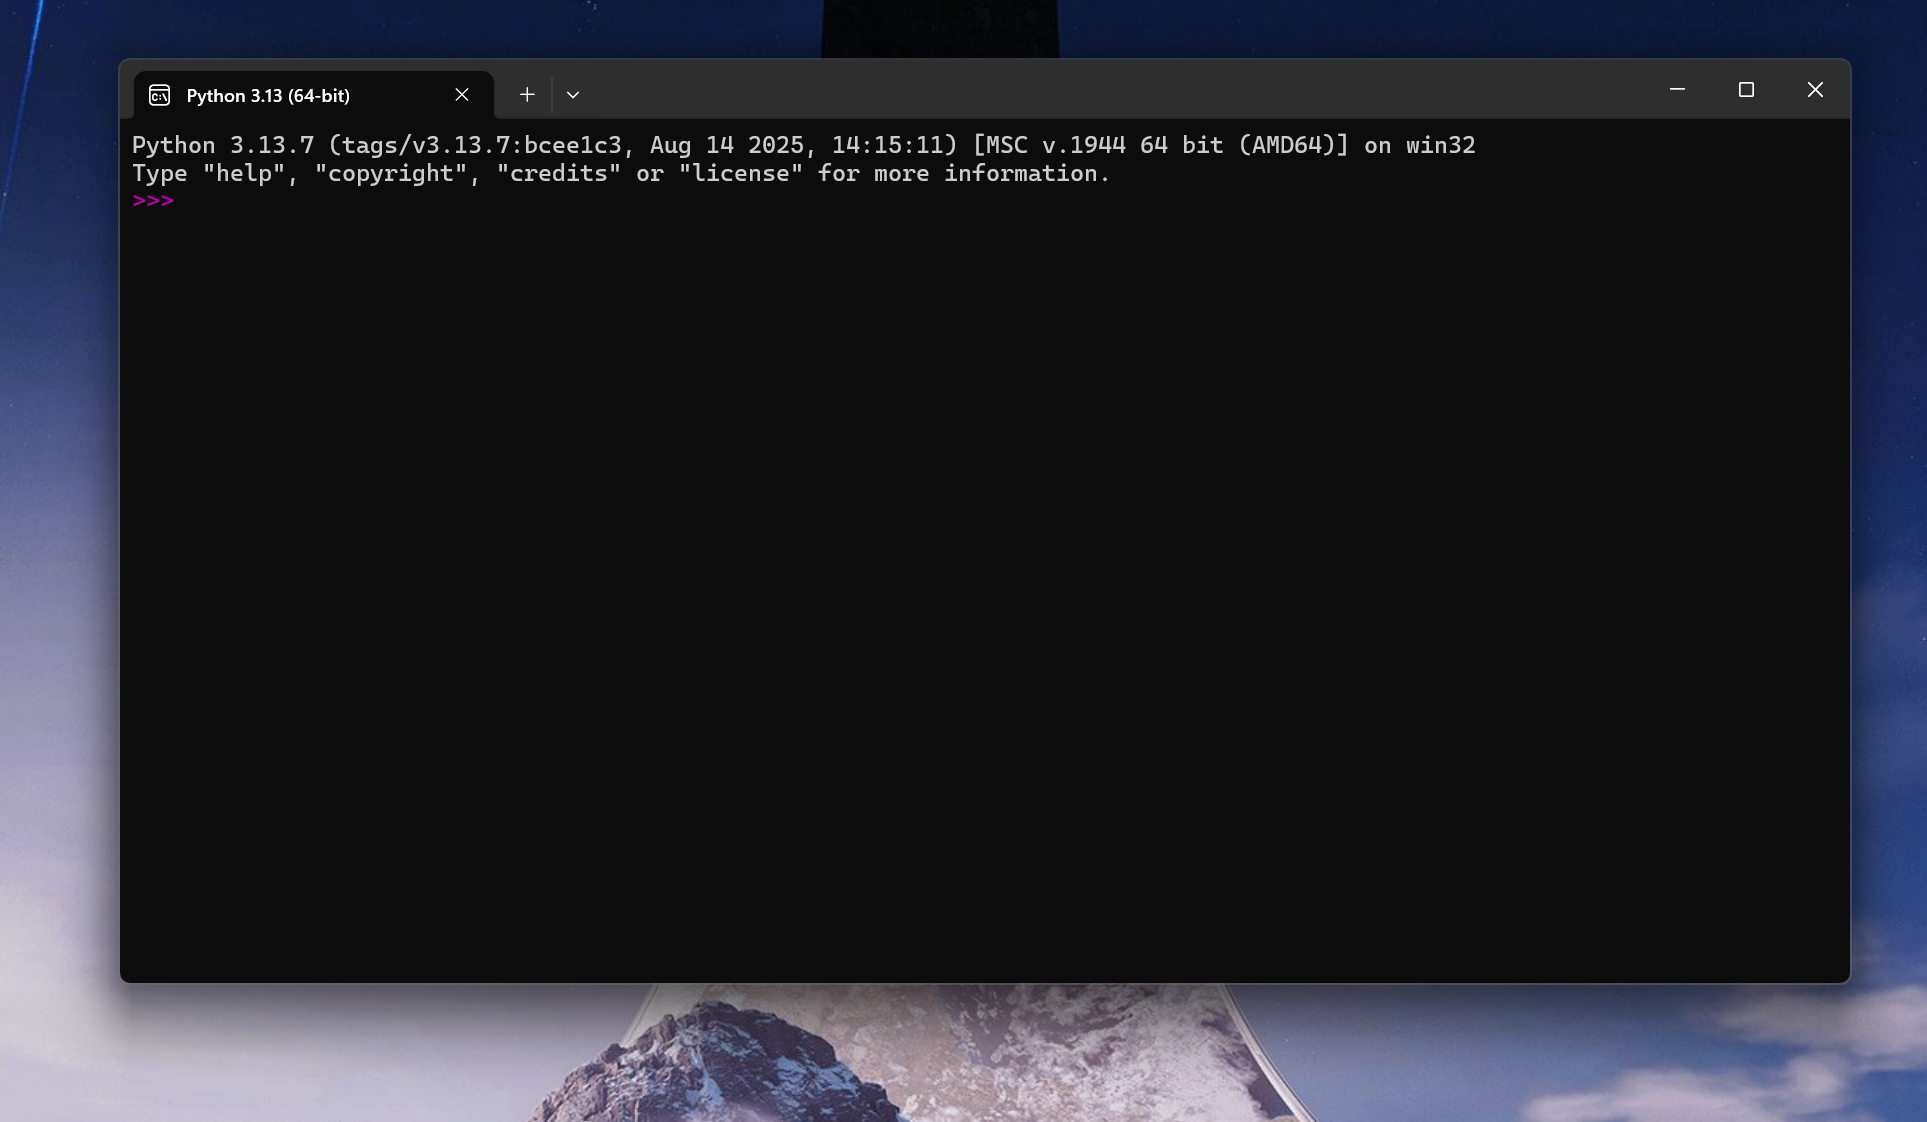 Python 3.13 (64-bit)
Python 3.13.7 (tags/v3.13.7:bcee1c3, Aug 14 2025, 14:15:11) [MSC v.1944 64 bit (AMD64)] on win32
Type "help", "copyright", "credits" or "license" for more information.
>>>